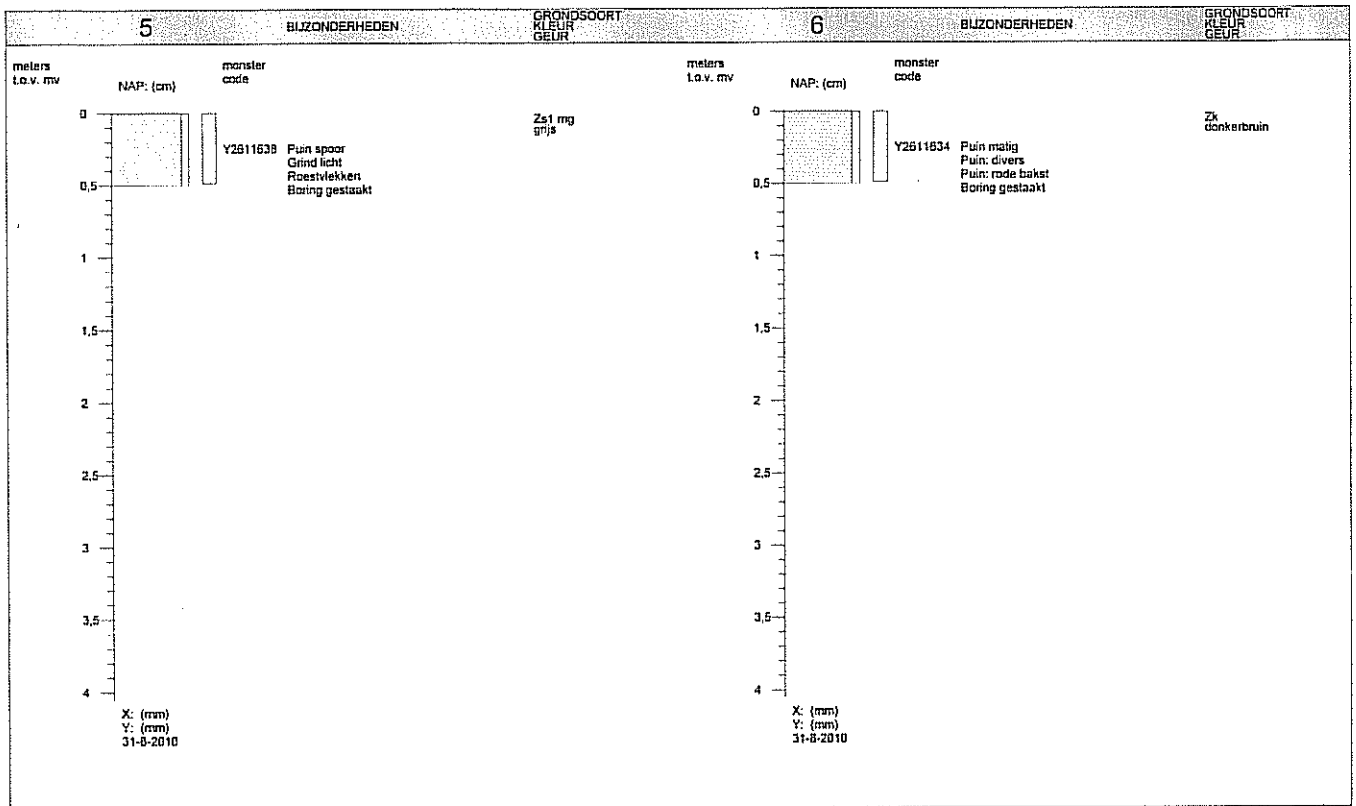 5 BIJZONDERHEDEN GRONDSOORT
KLEUR
GEUR
meters
t.o.v. mv
monster
code
NAP: (cm)
0
0,5
1
1,5
2
2,5
3
3,5
4
Y2611638
Puin spoor
Grind licht
Roestvlekken
Boring gestaakt
Zs1 mg
grijs
X: (mm)
Y: (mm)
31-8-2010
6 BIJZONDERHEDEN GRONDSOORT
KLEUR
GEUR
meters
t.o.v. mv
monster
code
NAP: (cm)
0
0,5
1
1,5
2
2,5
3
3,5
4
Y2611634
Puin matig
Puin: divers
Puin: rode bakst
Boring gestaakt
Zk
donkerbruin
X: (mm)
Y: (mm)
31-8-2010